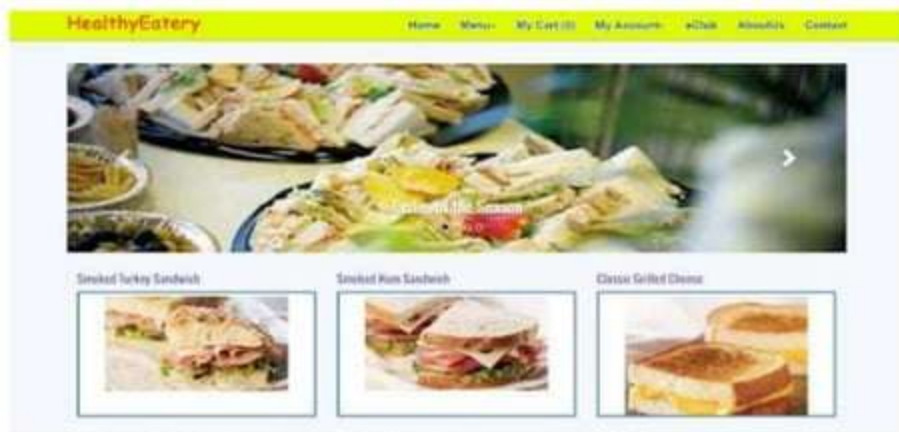 HealthyEatery
Home Menu My Cart (0) My Account eClub AboutUs Contact
Smoked Turkey Sandwich
Smoked Ham Sandwich
Classic Grilled Cheese